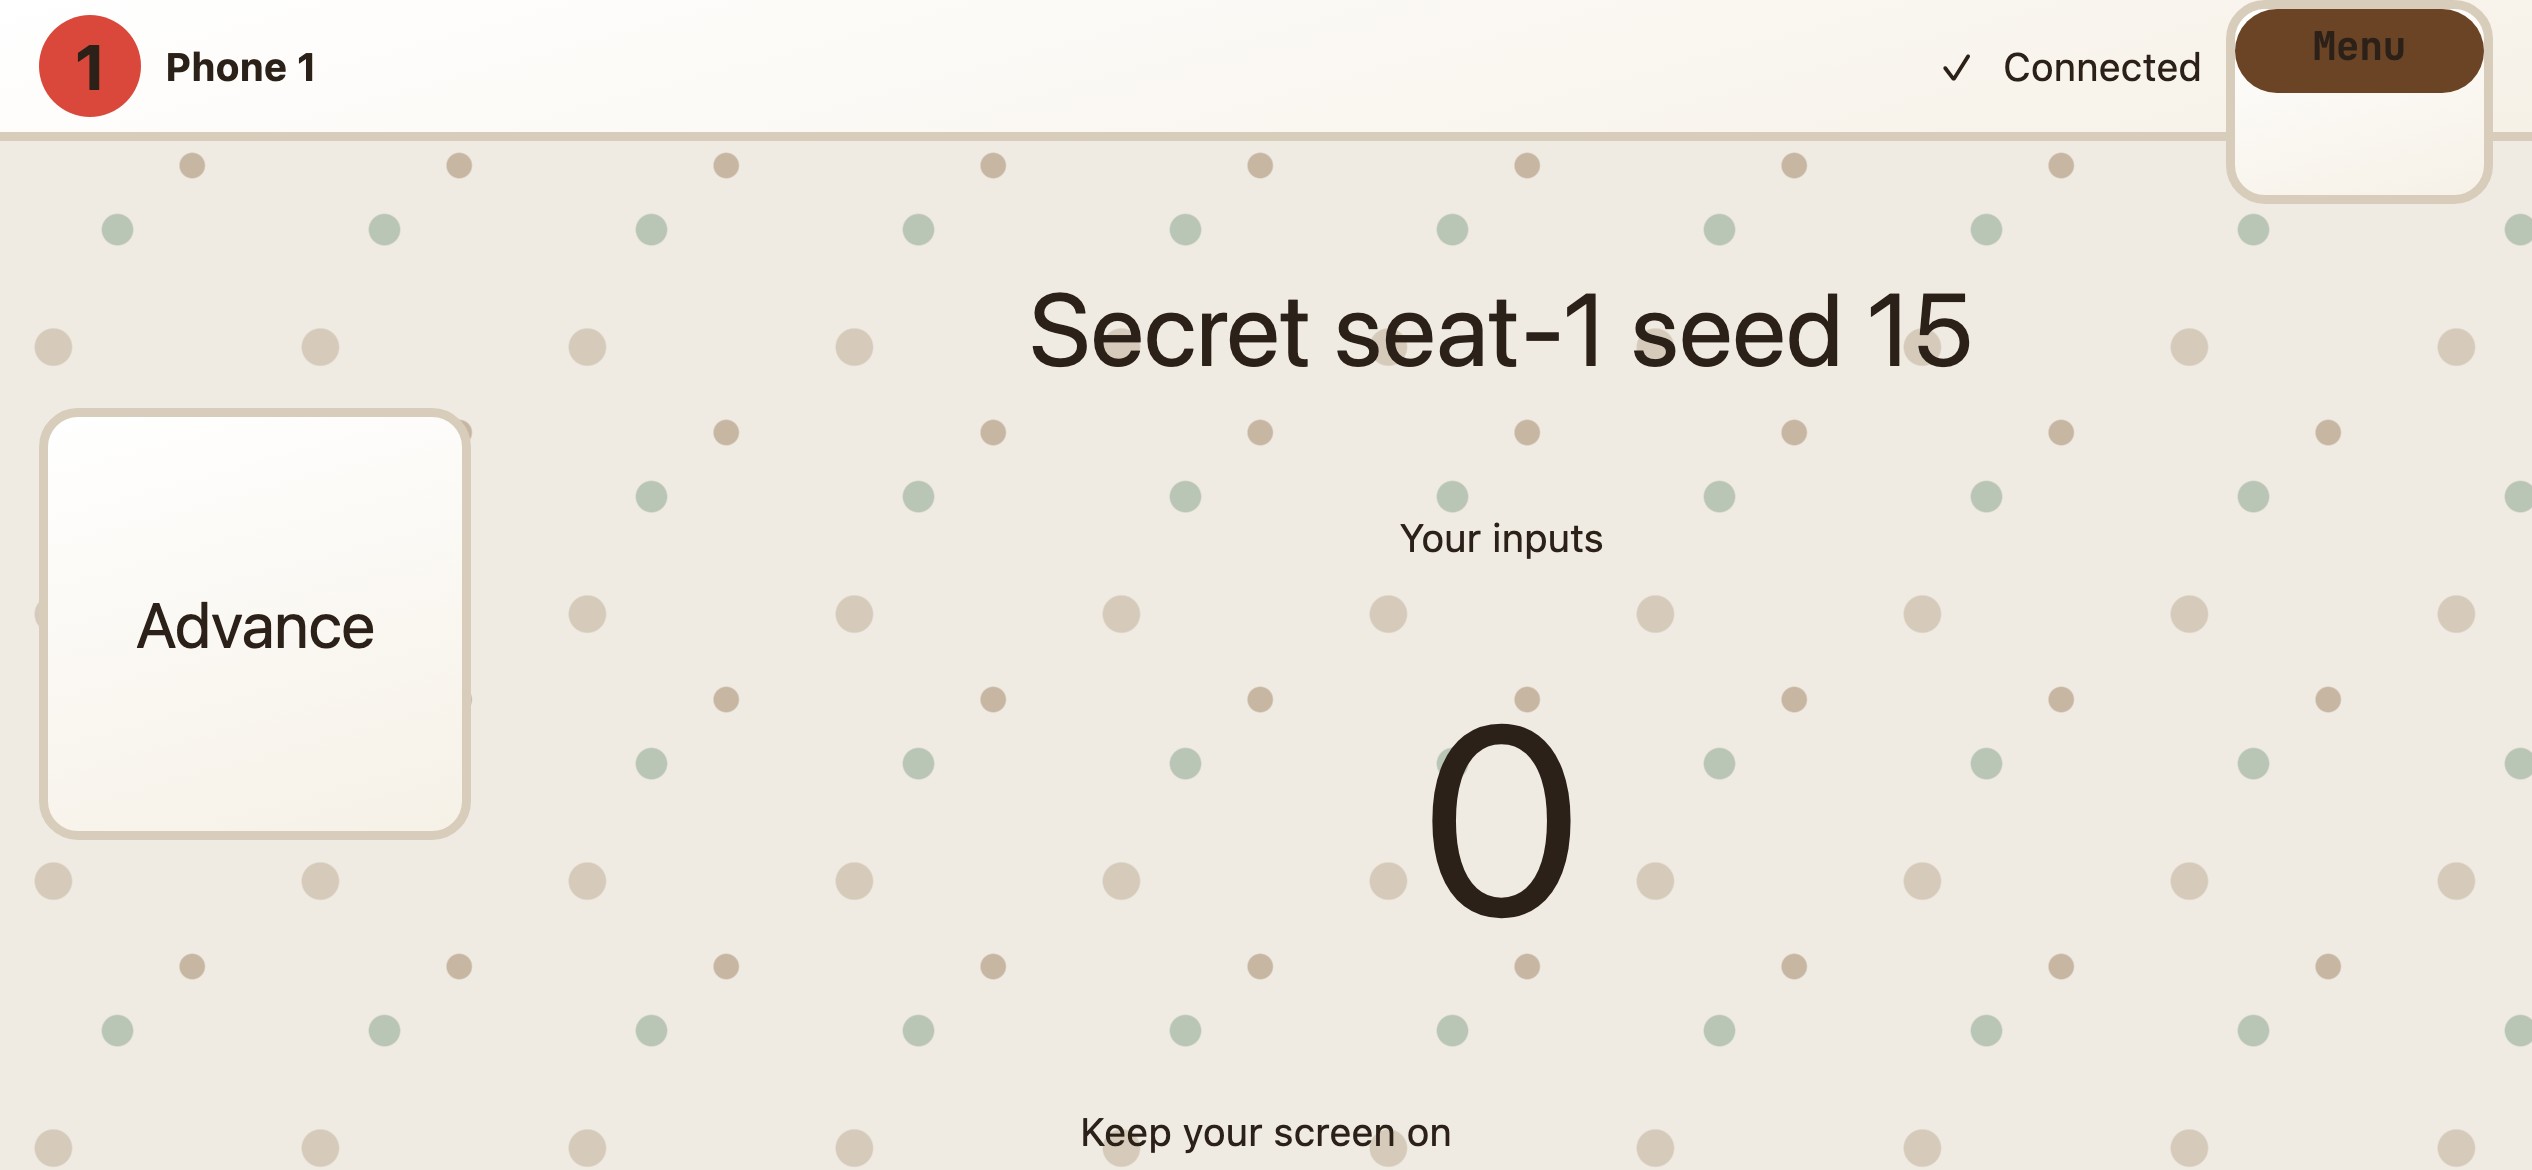 1 Phone 1 ✓ Connected Menu
Secret seat-1 seed 15
Your inputs
Advance
0
Keep your screen on